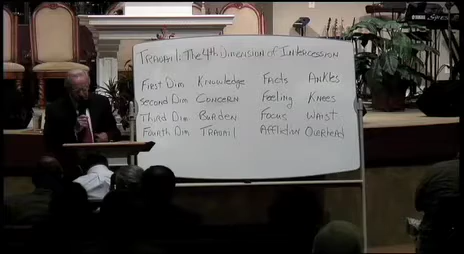 TRAVAIL: THE 4th DIMENSION OF INTERCESSION
FIRST DIM KNOWLEDGE FACTS ANKLES
SECOND DIM CONCERN FEELING KNEES
THIRD DIM BURDEN FOCUS WAIST
FOURTH DIM TRAVAIL AFFLICTION OVERHEAD